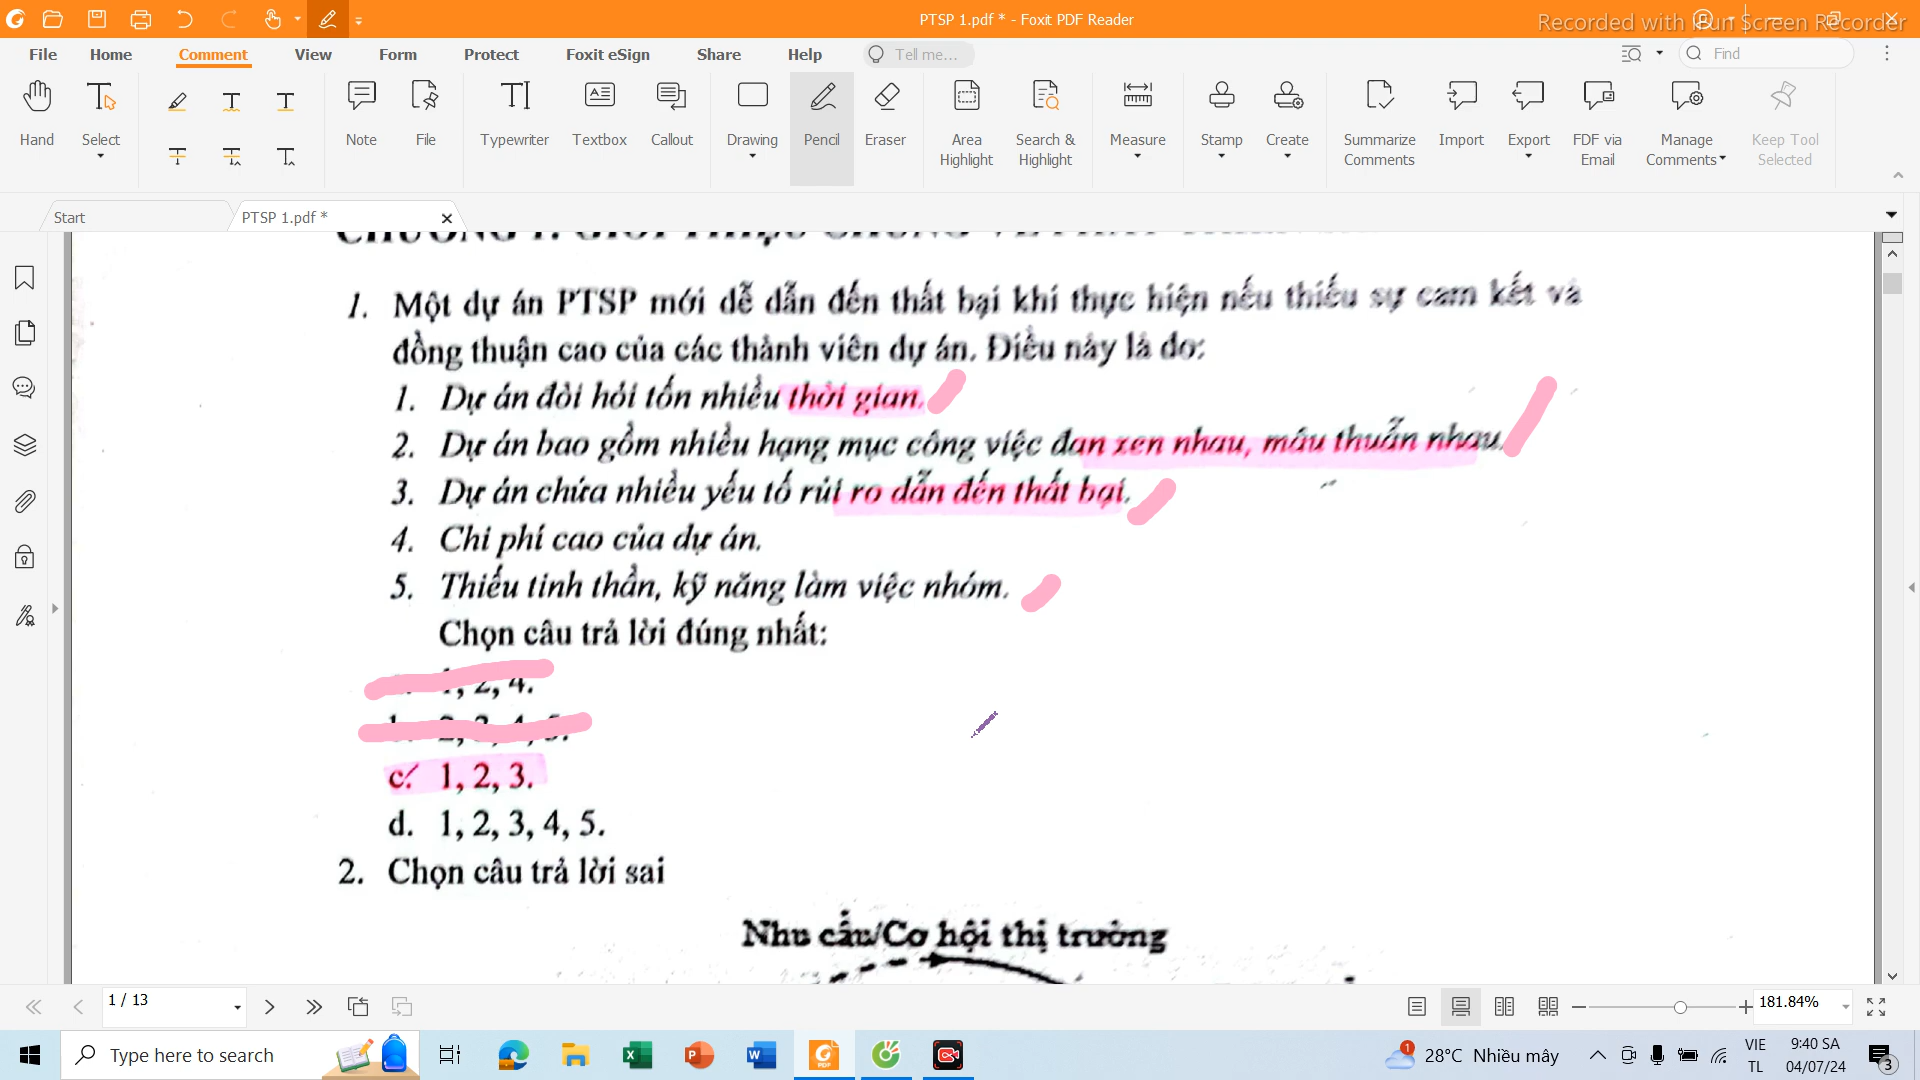 PTSP 1.pdf * - Foxit PDF Reader
Recorded with iFun Screen Recorder
File Home Comment View Form Protect Foxit eSign Share Help Tell me... Find
Hand Select Note File Typewriter Textbox Callout Drawing Pencil Eraser Area Highlight Search & Highlight Measure Stamp Create Summarize Comments Import Export FDF via Email Manage Comments Keep Tool Selected
Start PTSP 1.pdf *
1. Một dự án PTSP mới dễ dẫn đến thất bại khi thực hiện nếu thiếu sự cam kết và
đồng thuận cao của các thành viên dự án. Điều này là do:
1. Dự án đòi hỏi tốn nhiều thời gian.
2. Dự án bao gồm nhiều hạng mục công việc đan xen nhau, mâu thuẫn nhau.
3. Dự án chứa nhiều yếu tố rủi ro dẫn đến thất bại.
4. Chi phí cao của dự án.
5. Thiếu tinh thần, kỹ năng làm việc nhóm.
Chọn câu trả lời đúng nhất:
1, 2, 4.
2, 3, 4, 5.
c. 1, 2, 3.
d. 1, 2, 3, 4, 5.
2. Chọn câu trả lời sai
Nhu cầu/Cơ hội thị trường
1 / 13
181.84%
Type here to search
28°C Nhiều mây
VIE
TL
9:40 SA
04/07/24
3